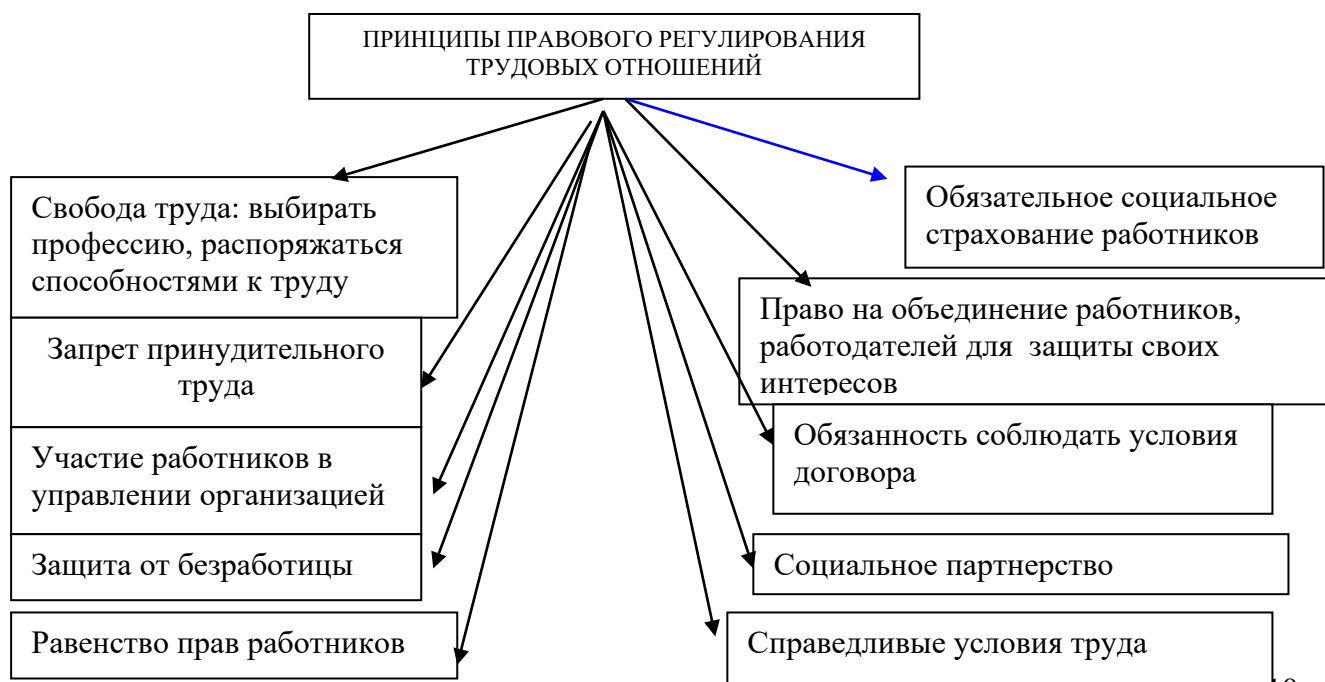 ПРИНЦИПЫ ПРАВОВОГО РЕГУЛИРОВАНИЯ
ТРУДОВЫХ ОТНОШЕНИЙ
Свобода труда: выбирать
профессию, распоряжаться
способностями к труду
Запрет принудительного
труда
Участие работников в
управлении организацией
Защита от безработицы
Равенство прав работников
Обязательное социальное
страхование работников
Право на объединение работников,
работодателей для защиты своих
интересов
Обязанность соблюдать условия
договора
Социальное партнерство
Справедливые условия труда